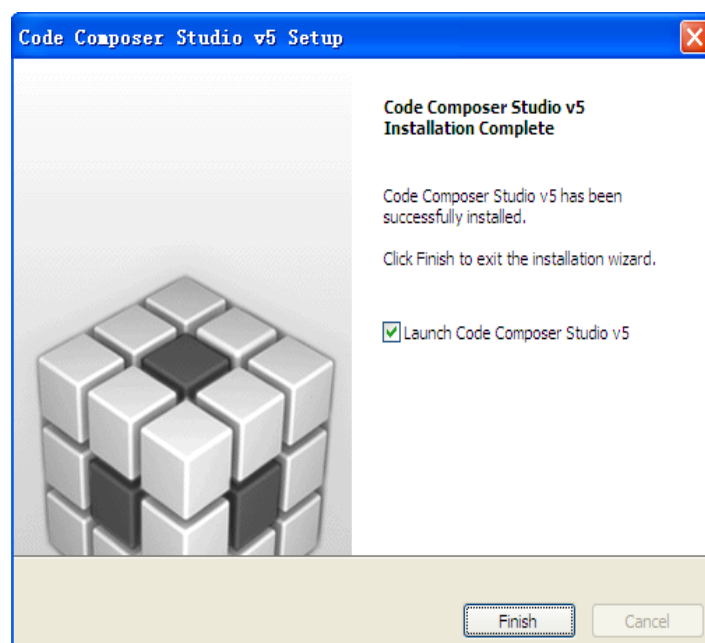 Code Composer Studio v5 Setup
Code Composer Studio v5
Installation Complete
Code Composer Studio v5 has been
successfully installed.
Click Finish to exit the installation wizard.
Launch Code Composer Studio v5
Finish
Cancel